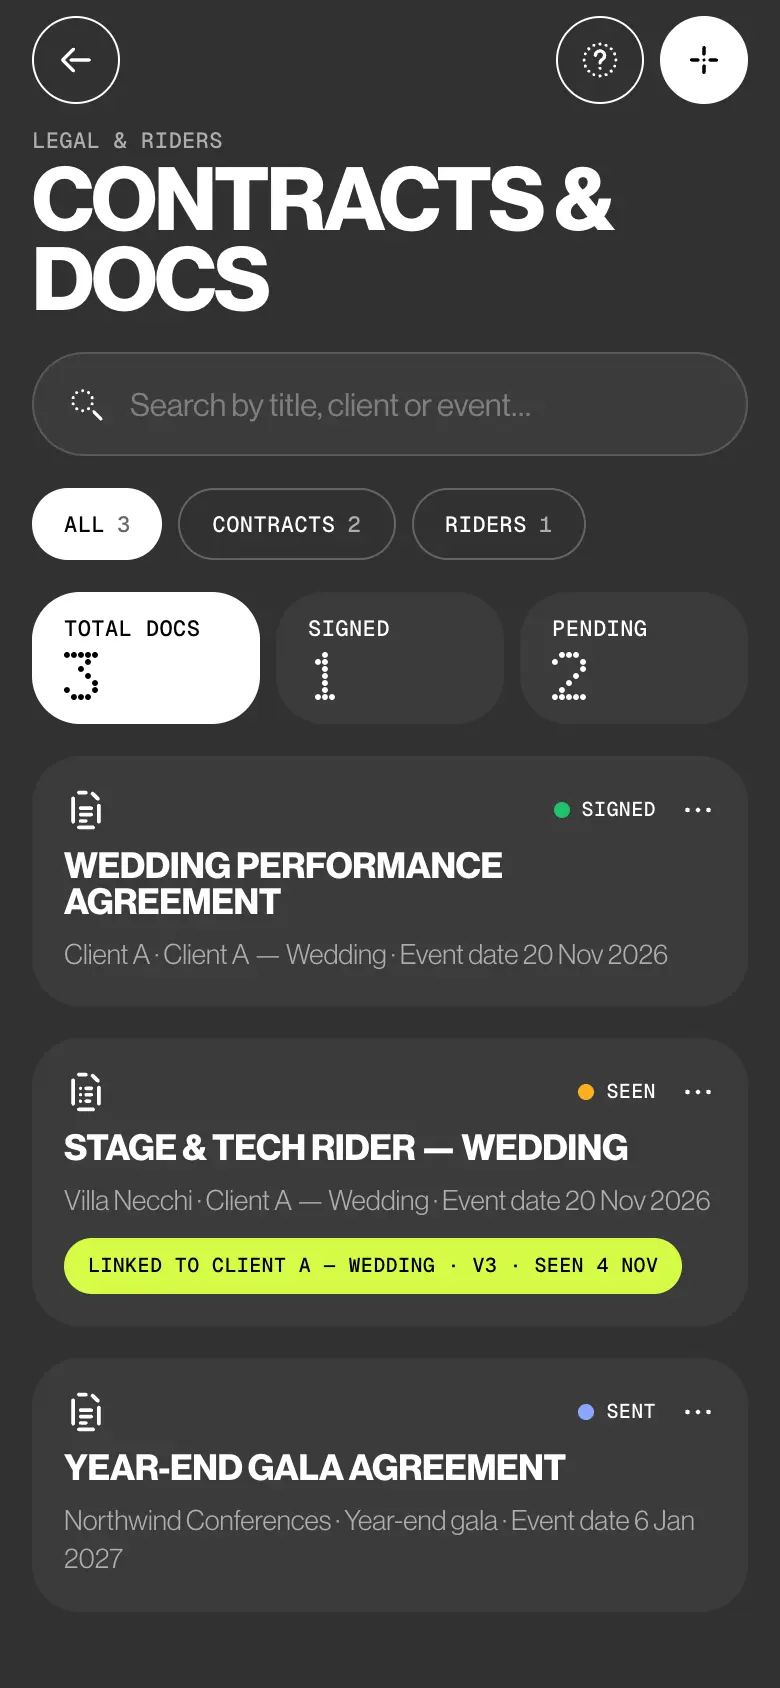 LEGAL & RIDERS
CONTRACTS &
DOCS
Search by title, client or event...
ALL 3
CONTRACTS 2
RIDERS 1
TOTAL DOCS
3
SIGNED
1
PENDING
2
SIGNED
WEDDING PERFORMANCE
AGREEMENT
Client A · Client A — Wedding · Event date 20 Nov 2026
SEEN
STAGE & TECH RIDER — WEDDING
Villa Necchi · Client A — Wedding · Event date 20 Nov 2026
LINKED TO CLIENT A — WEDDING · V3 · SEEN 4 NOV
SENT
YEAR-END GALA AGREEMENT
Northwind Conferences · Year-end gala · Event date 6 Jan
2027